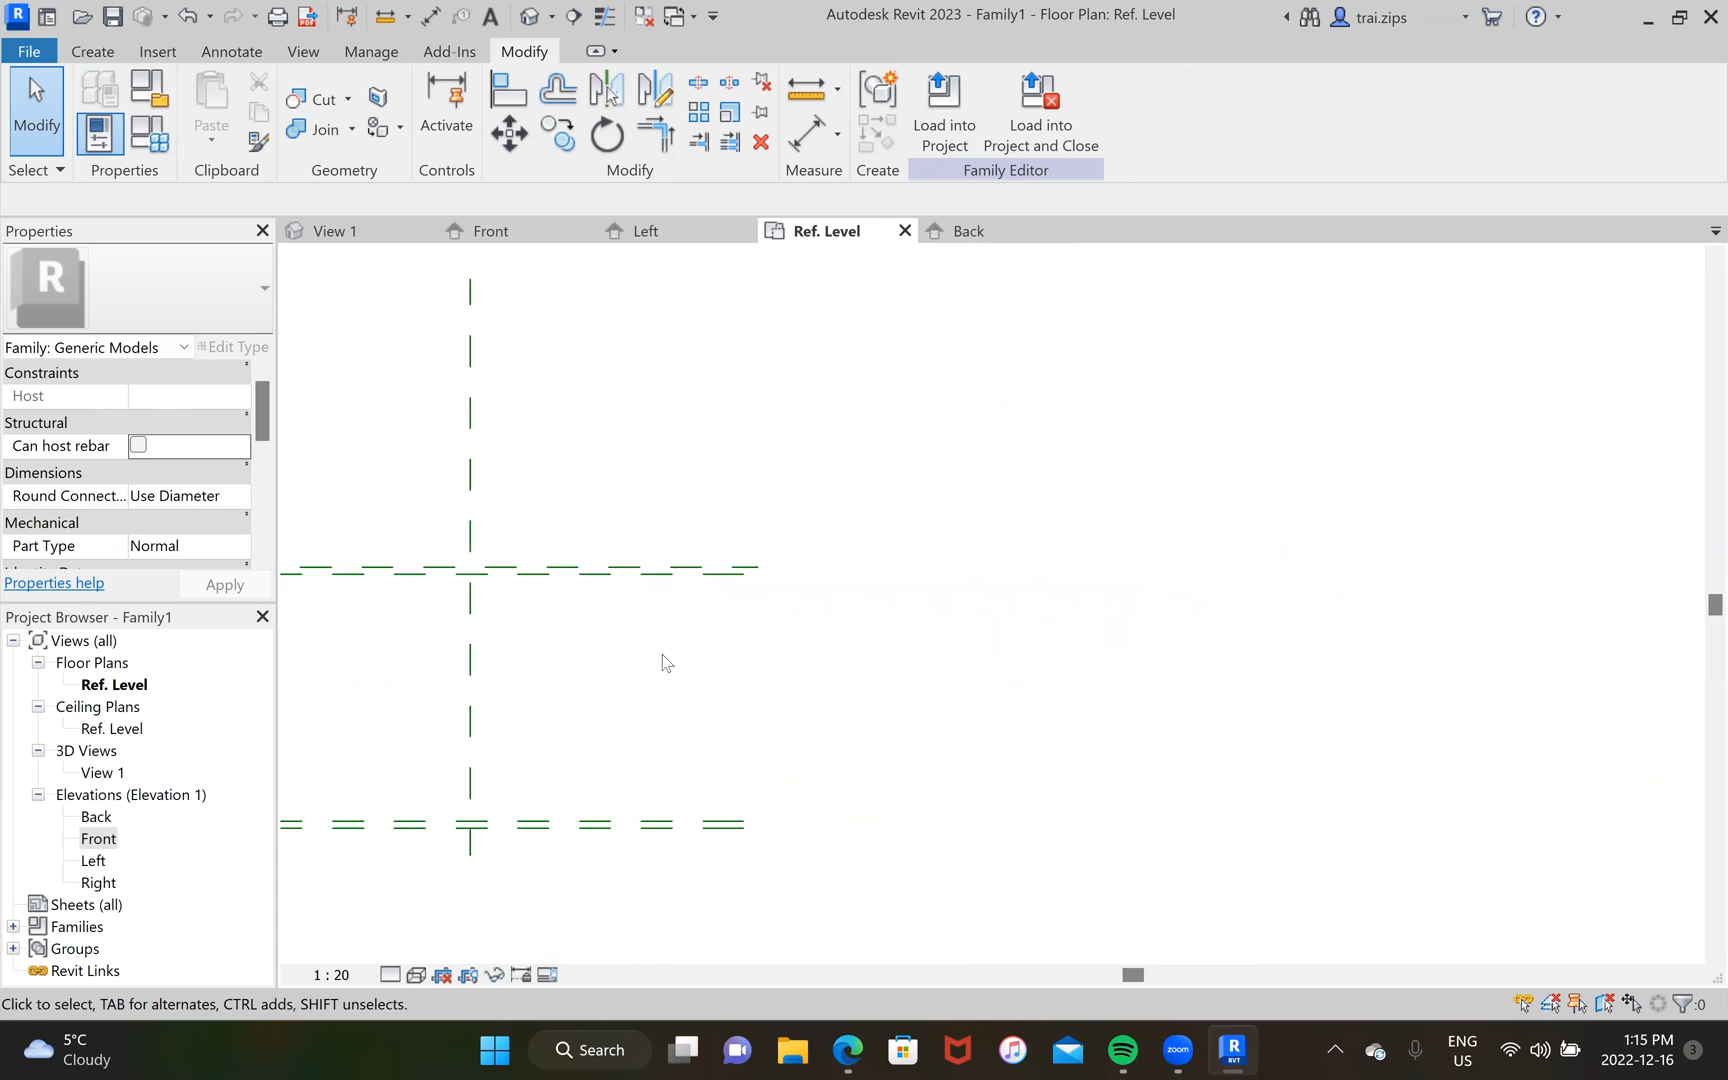 Autodesk Revit 2023 - Family1 - Floor Plan: Ref. Level
trai.zips
File Create Insert Annotate View Manage Add-Ins Modify
Modify
Select
Properties
Paste
Clipboard
Cut
Join
Geometry
Activate
Controls
Modify
Measure
Create
Load into
Project
Load into
Project and Close
Family Editor
Properties
View 1
Front
Left
Ref. Level
Back
R
Family: Generic Models
Edit Type
Constraints
Host
Structural
Can host rebar
Dimensions
Round Connect... Use Diameter
Mechanical
Part Type Normal
Properties help
Apply
Project Browser - Family1
Views (all)
Floor Plans
Ref. Level
Ceiling Plans
Ref. Level
3D Views
View 1
Elevations (Elevation 1)
Back
Front
Left
Right
Sheets (all)
Families
Groups
Revit Links
1 : 20
Click to select, TAB for alternates, CTRL adds, SHIFT unselects.
:0
5°C
Cloudy
Search
zoom
R
RVT
ENG
US
1:15 PM
2022-12-16
3